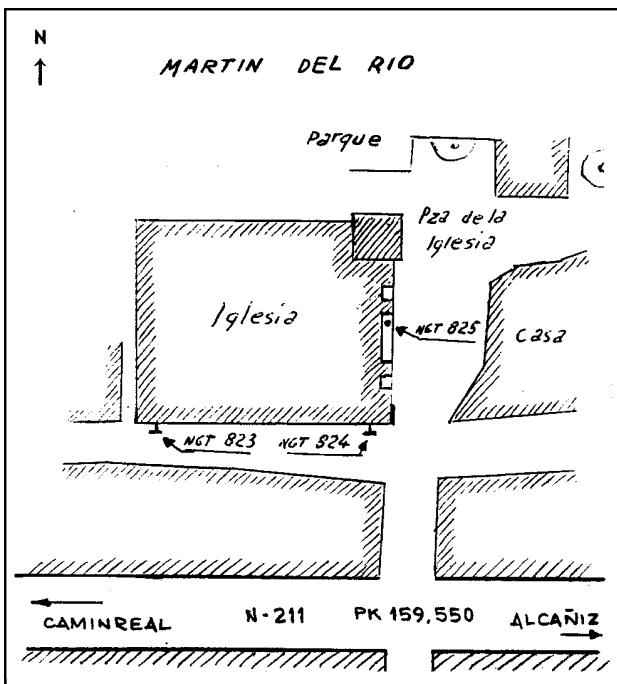 N
MARTIN DEL RIO
Parque
Pza de la
Iglesia
Iglesia
NGT 825
Casa
NGT 823
NGT 824
CAMINREAL
N-211
PK 159,550
ALCAÑIZ